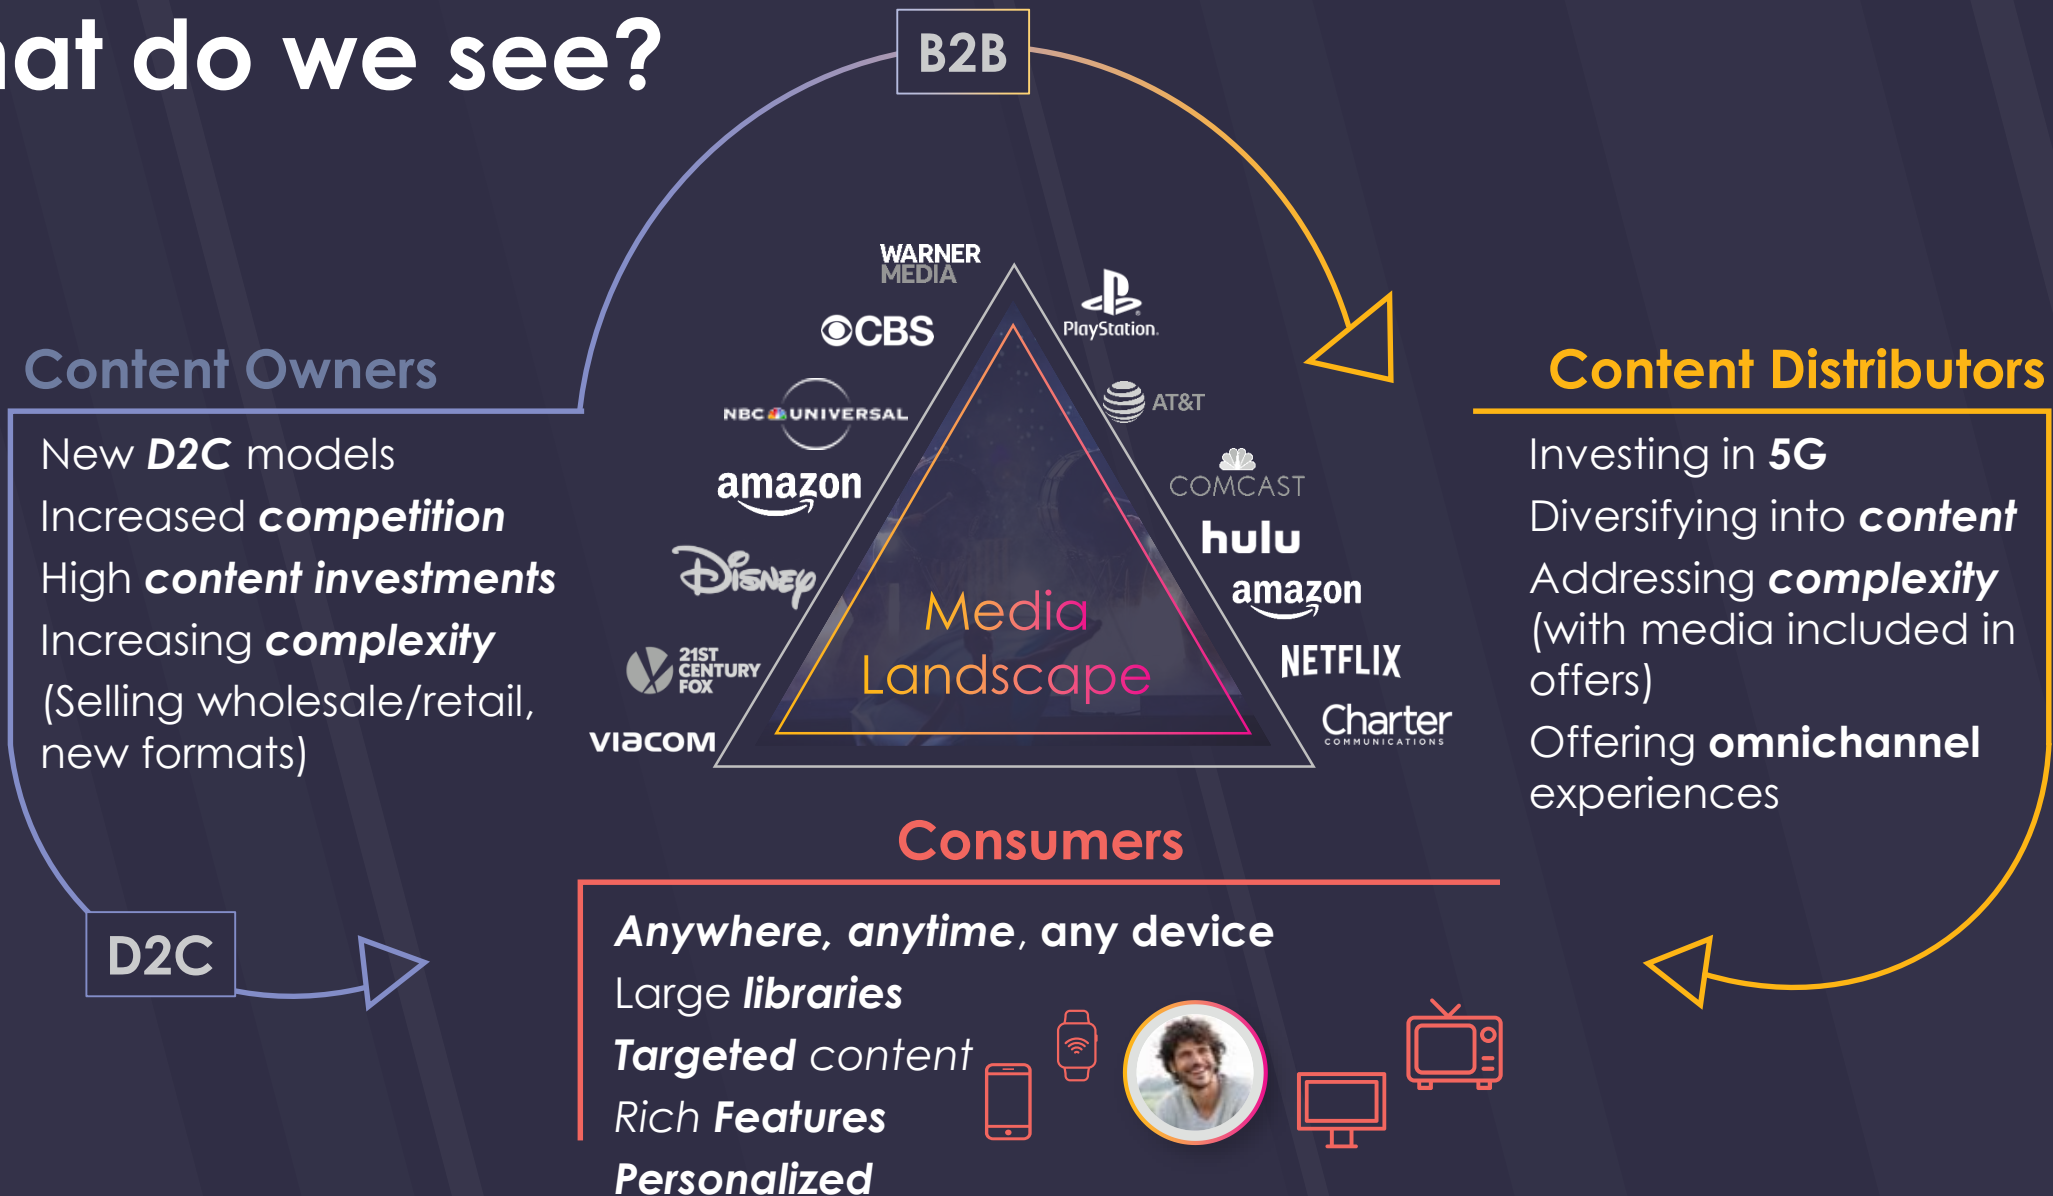 at do we see?
B2B
WARNER
MEDIA
PlayStation.
CBS
Content Owners
Content Distributors
AT&T
NBC UNIVERSAL
New D2C models
Increased competition
High content investments
Increasing complexity
(Selling wholesale/retail,
new formats)
amazon
COMCAST
hulu
Disney
amazon
Media
Landscape
21ST
CENTURY
FOX
NETFLIX
VIACOM
Charter
COMMUNICATIONS
Investing in 5G
Diversifying into content
Addressing complexity
(with media included in
offers)
Offering omnichannel
experiences
Consumers
D2C
Anywhere, anytime, any device
Large libraries
Targeted content
Rich Features
Personalized